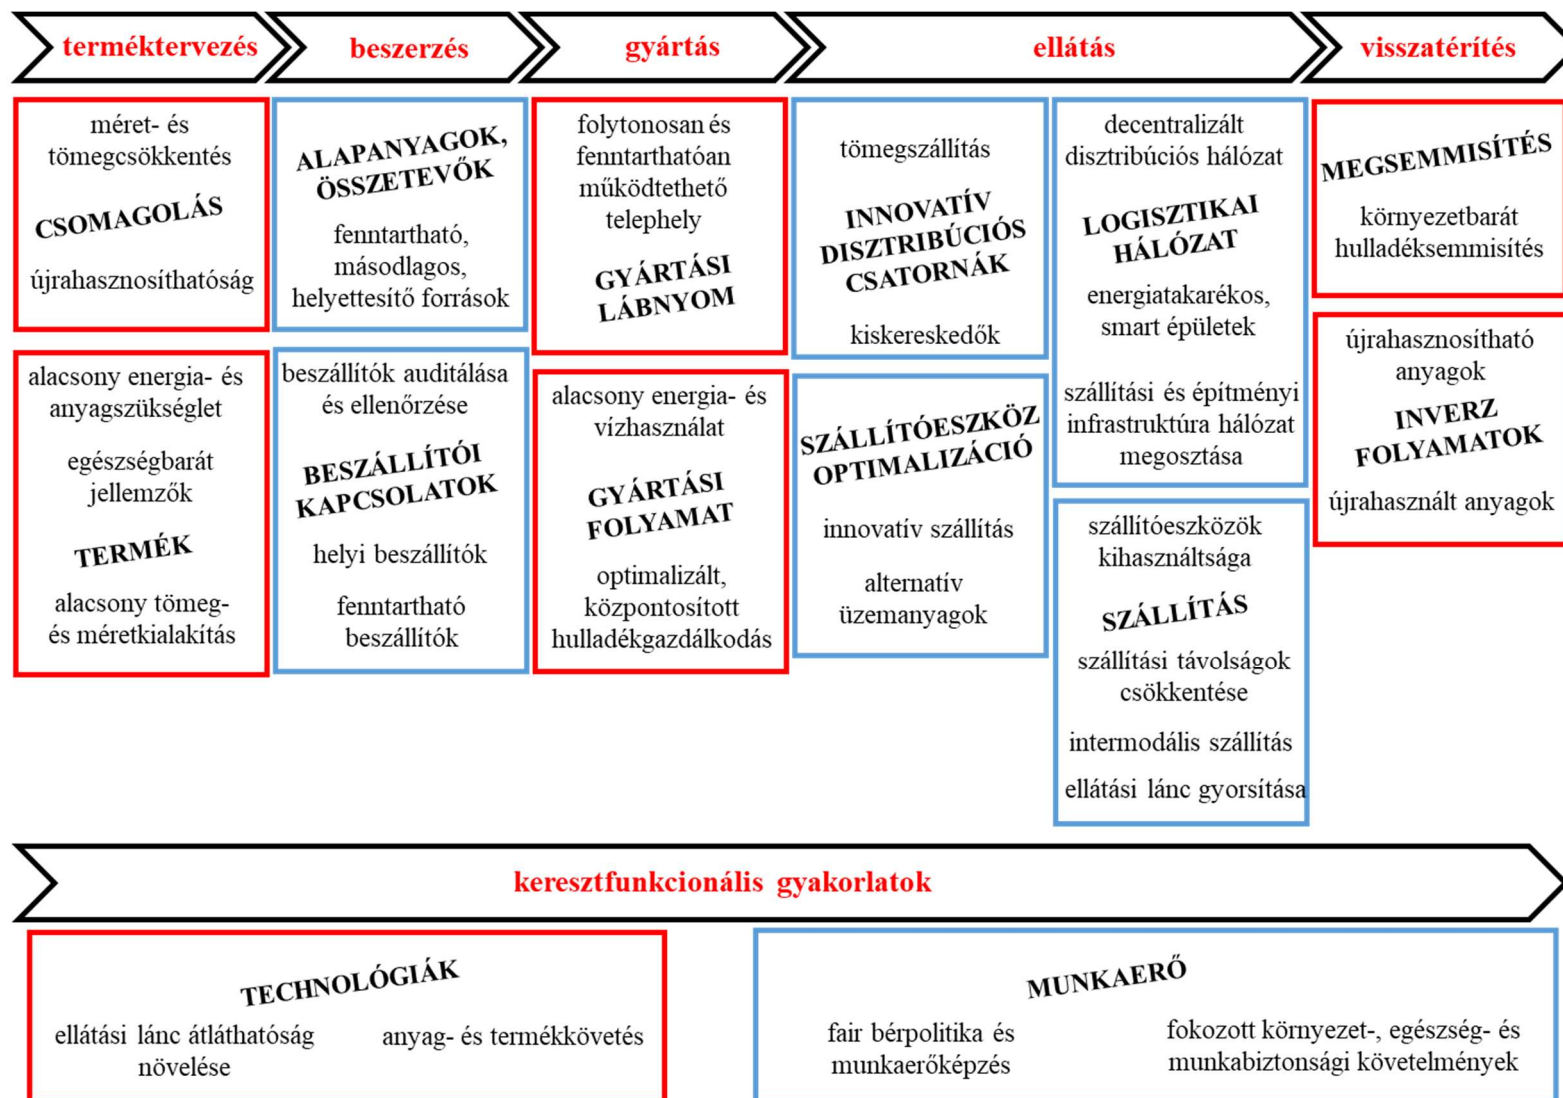 terméktervezés
beszerzés
gyártás
ellátás
visszatérítés
méret- és
tömegcsökkentés
CSOMAGOLÁS
újrahasznosíthatóság
alacsony energia- és
anyagszükséglet
egészségbarát
jellemzők
TERMÉK
alacsony tömeg-
és méretkialakítás
ALAPANYAGOK,
ÖSSZETEVŐK
fenntartható,
másodlagos,
helyettesítő források
beszállítók auditálása
és ellenőrzése
BESZÁLLÍTÓI
KAPCSOLATOK
helyi beszállítók
fenntartható
beszállítók
folytonosan és
fenntarthatóan
működtethető
telephely
GYÁRTÁSI
LÁBNYOM
alacsony energia- és
vízhasználat
GYÁRTÁSI
FOLYAMAT
optimalizált,
központosított
hulladékgazdálkodás
tömegszállítás
INNOVATÍV
DISZTRIBÚCIÓS
CSATORNÁK
kiskereskedők
SZÁLLÍTÓESZKÖZ
OPTIMALIZÁCIÓ
innovatív szállítás
alternatív
üzemanyagok
decentralizált
disztribúciós hálózat
LOGISZTIKAI
HÁLÓZAT
energiatakarékos,
smart épületek
szállítási és építményi
infrastruktúra hálózat
megosztása
szállítóeszközök
kihasználtsága
SZÁLLÍTÁS
szállítási távolságok
csökkentése
intermodális szállítás
ellátási lánc gyorsítása
MEGSEMMISÍTÉS
környezetbarát
hulladéksemmisítés
újrahasznosítható
anyagok
INVERZ
FOLYAMATOK
újrahasznált anyagok
keresztfunkcionális gyakorlatok
TECHNOLÓGIÁK
ellátási lánc átláthatóság
növelése
anyag- és termékkövetés
MUNKAERŐ
fair bérpolitika és
munkaerőképzés
fokozott környezet-, egészség- és
munkabiztonsági követelmények